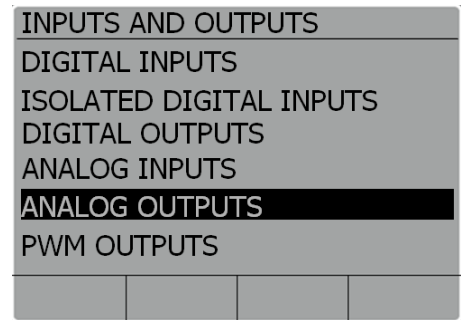 INPUTS AND OUTPUTS
DIGITAL INPUTS
ISOLATED DIGITAL INPUTS
DIGITAL OUTPUTS
ANALOG INPUTS
ANALOG OUTPUTS
PWM OUTPUTS